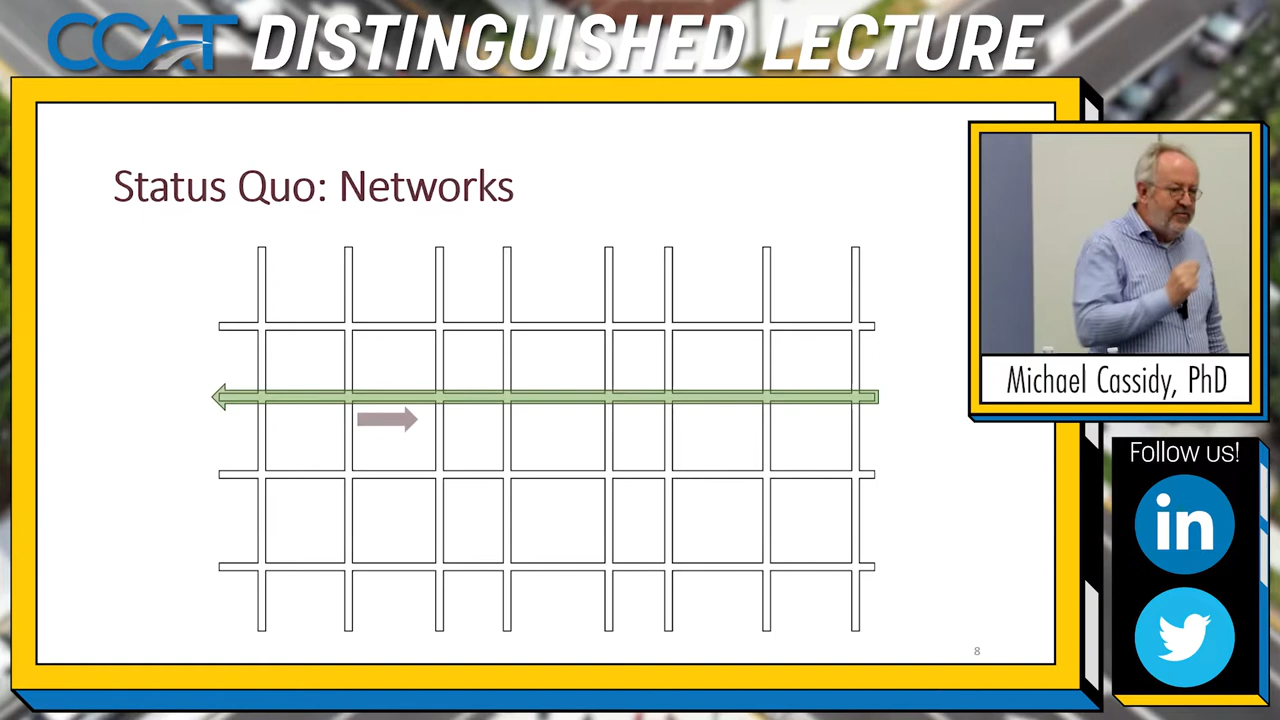 CCAT DISTINGUISHED LECTURE
Status Quo: Networks
Michael Cassidy, PhD
Follow us!
in
8